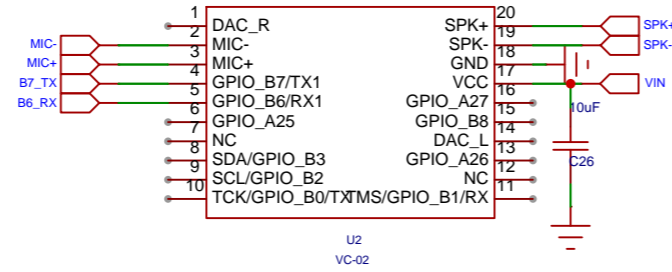 1 20
DAC_R SPK+ SPK+
2 19
MIC- MIC- SPK- SPK-
3 18
MIC+ MIC+ GND
4 17
B7_TX GPIO_B7/TX1 VCC VIN
5 16
B6_RX GPIO_B6/RX1 GPIO_A27
6 15
GPIO_A25 GPIO_B8 10uF
7 14
NC DAC_L
8 13
SDA/GPIO_B3 GPIO_A26 C26
9 12
SCL/GPIO_B2 NC
10 11
TCK/GPIO_B0/TX TMS/GPIO_B1/RX
U2
VC-02